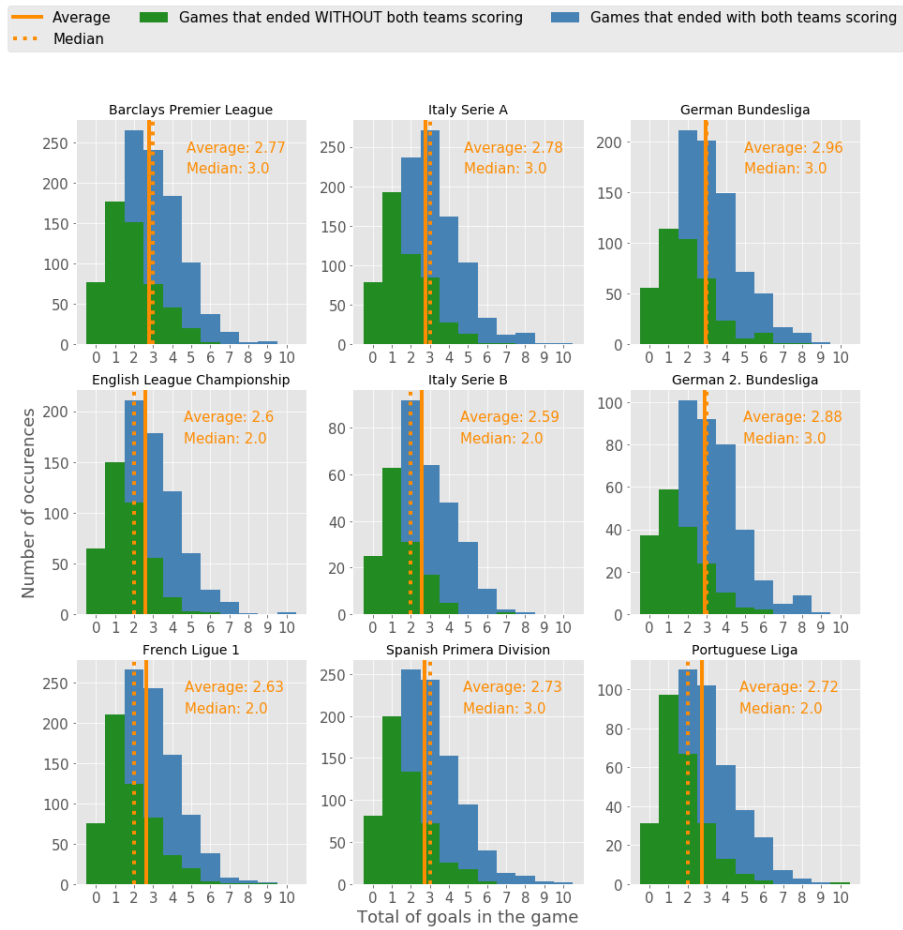 Average Games that ended WITHOUT both teams scoring Games that ended with both teams scoring
Median
Barclays Premier League
Average: 2.77
Median: 3.0
250
200
150
100
50
0
0 1 2 3 4 5 6 7 8 9 10
Italy Serie A
Average: 2.78
Median: 3.0
250
200
150
100
50
0
0 1 2 3 4 5 6 7 8 9 10
German Bundesliga
Average: 2.96
Median: 3.0
200
150
100
50
0
0 1 2 3 4 5 6 7 8 9 10
Number of occurences
English League Championship
Average: 2.6
Median: 2.0
200
150
100
50
0
0 1 2 3 4 5 6 7 8 9 10
Italy Serie B
Average: 2.59
Median: 2.0
80
60
40
20
0
0 1 2 3 4 5 6 7 8 9 10
German 2. Bundesliga
Average: 2.88
Median: 3.0
100
80
60
40
20
0
0 1 2 3 4 5 6 7 8 9 10
French Ligue 1
Average: 2.63
Median: 2.0
250
200
150
100
50
0
0 1 2 3 4 5 6 7 8 9 10
Spanish Primera Division
Average: 2.73
Median: 3.0
250
200
150
100
50
0
0 1 2 3 4 5 6 7 8 9 10
Portuguese Liga
Average: 2.72
Median: 2.0
100
80
60
40
20
0
0 1 2 3 4 5 6 7 8 9 10
Total of goals in the game